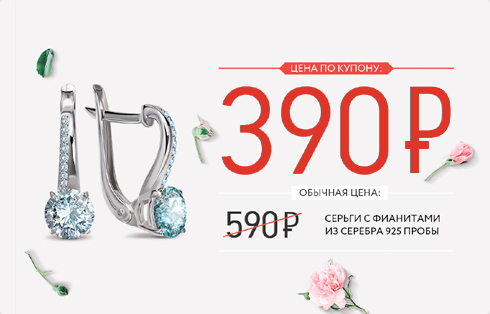 ЦЕНА ПО КУПОНУ:
390₽
ОБЫЧНАЯ ЦЕНА:
590₽
СЕРЬГИ С ФИАНИТАМИ
ИЗ СЕРЕБРА 925 ПРОБЫ